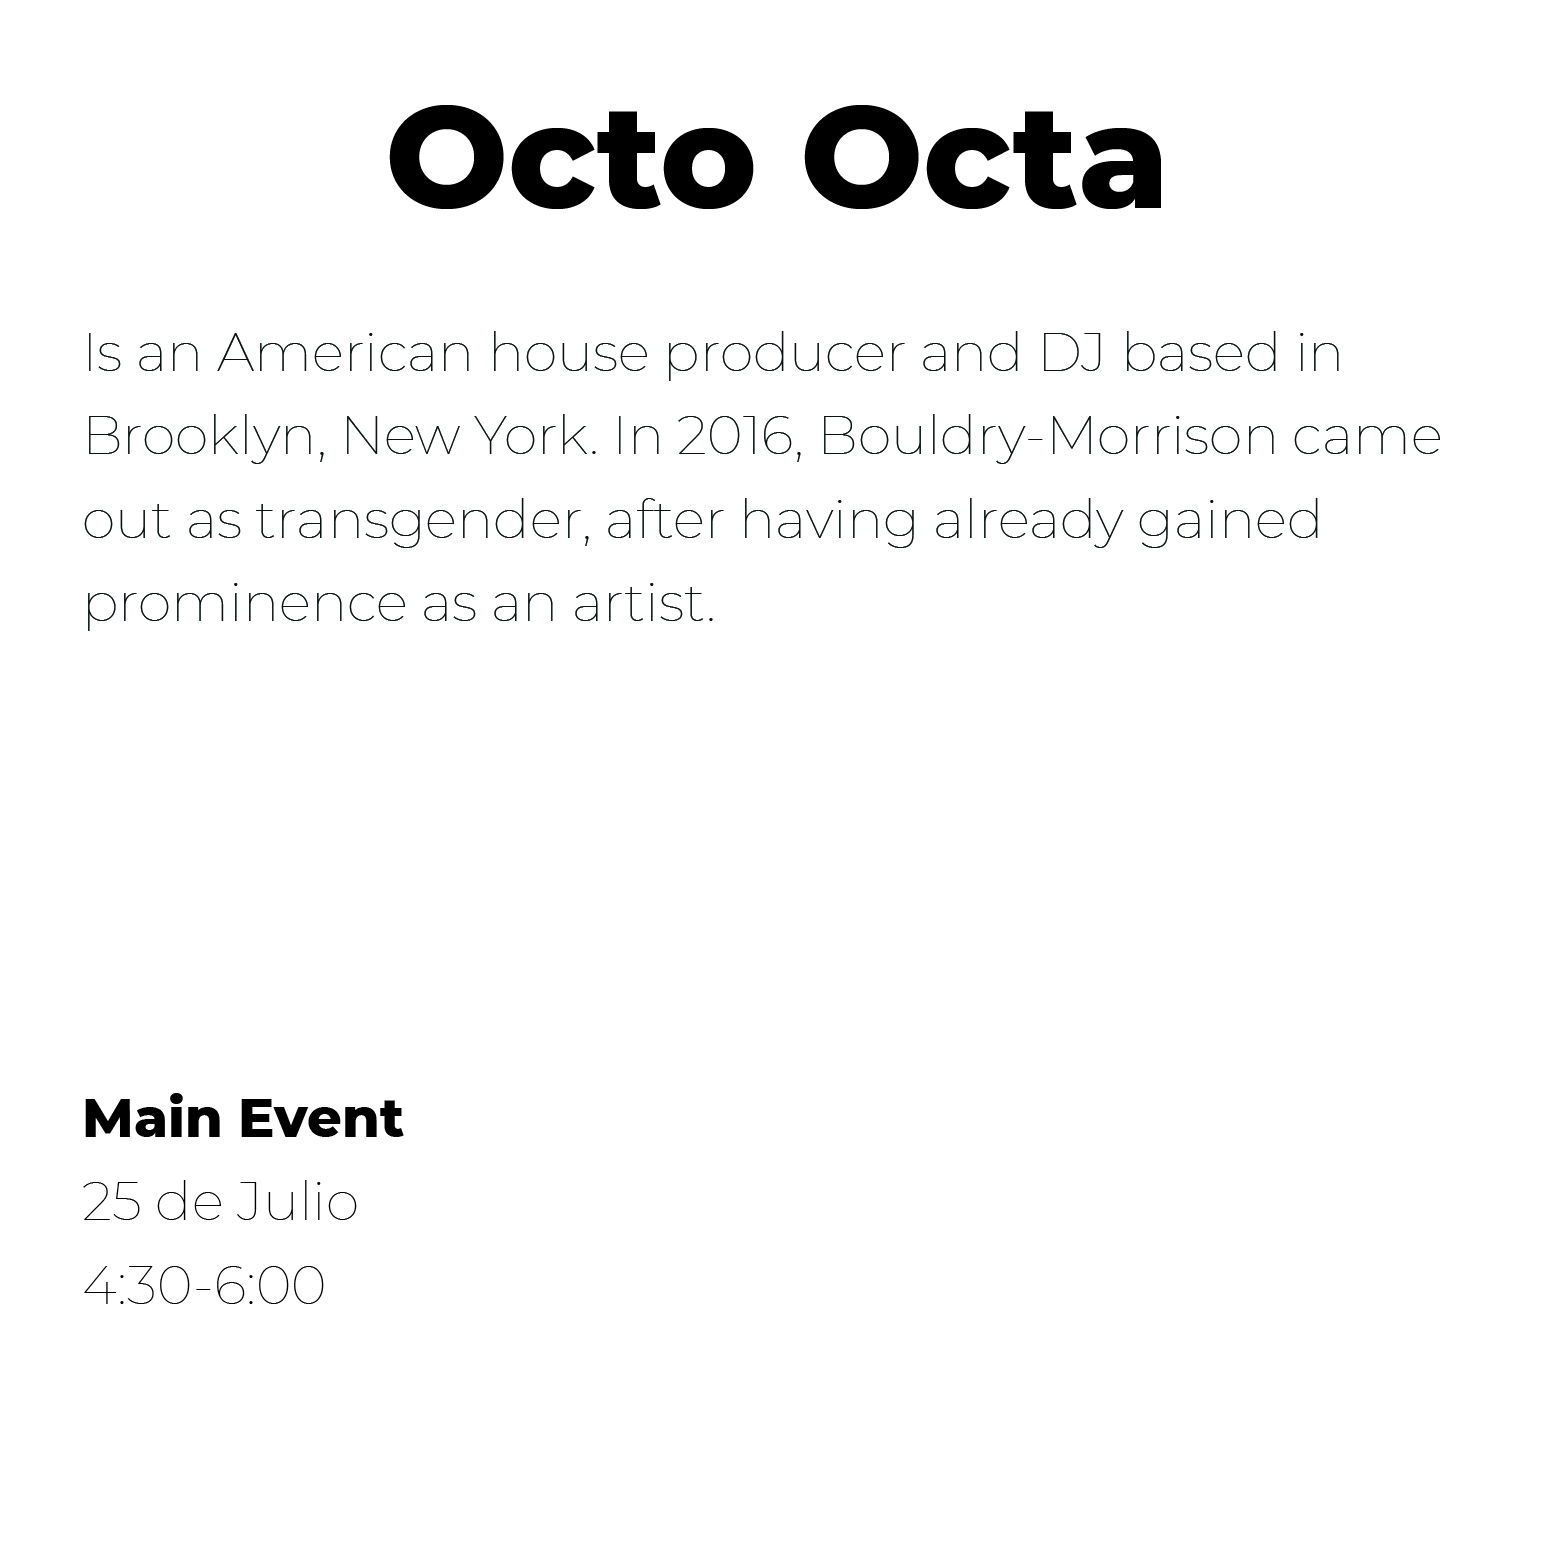 Octo Octa
Is an American house producer and DJ based in
Brooklyn, New York. In 2016, Bouldry-Morrison came
out as transgender, after having already gained
prominence as an artist.
Main Event
25 de Julio
4:30-6:00